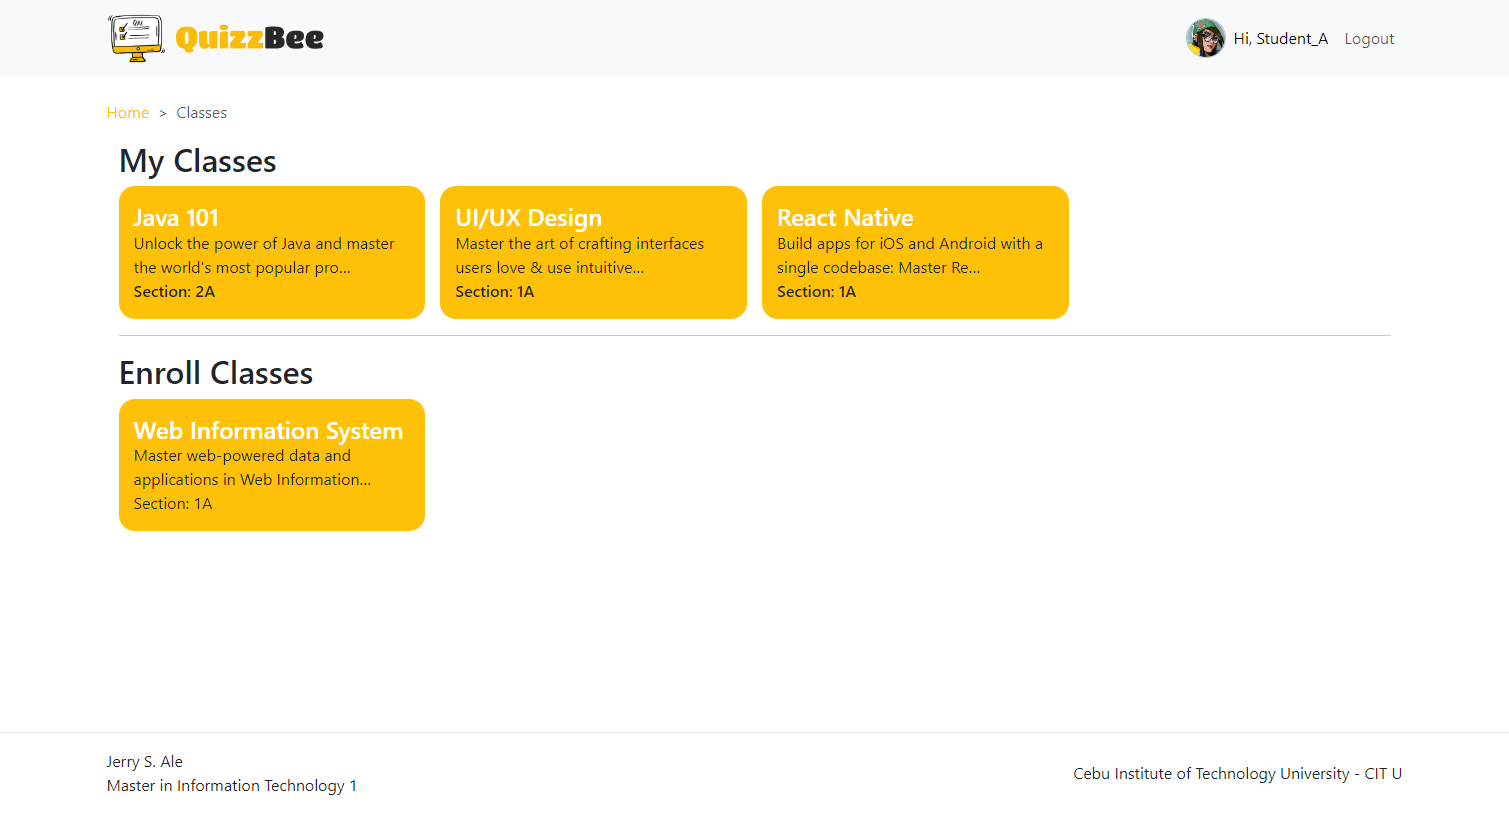 QUIZ
QuizzBee
Hi, Student_A
Logout
Home > Classes
My Classes
Java 101
Unlock the power of Java and master
the world's most popular pro...
Section: 2A
UI/UX Design
Master the art of crafting interfaces
users love & use intuitive...
Section: 1A
React Native
Build apps for iOS and Android with a
single codebase: Master Re...
Section: 1A
Enroll Classes
Web Information System
Master web-powered data and
applications in Web Information...
Section: 1A
Jerry S. Ale
Master in Information Technology 1
Cebu Institute of Technology University - CIT U